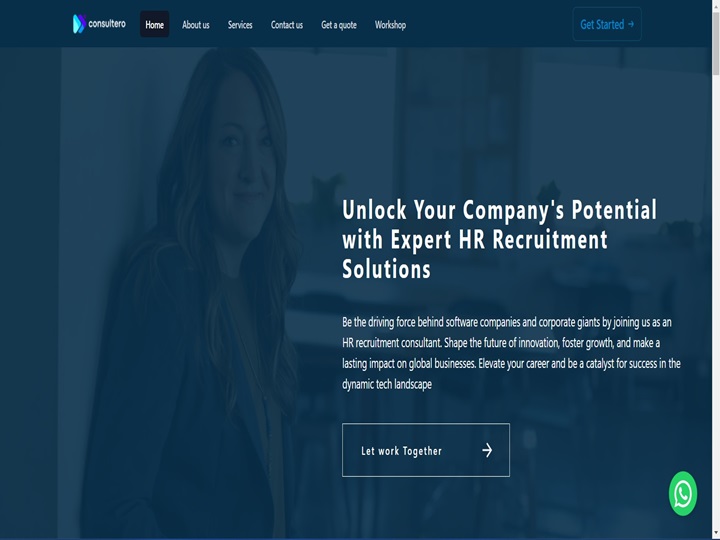 consultero
Home
About us
Services
Contact us
Get a quote
Workshop
Get Started →
Unlock Your Company's Potential
with Expert HR Recruitment
Solutions
Be the driving force behind software companies and corporate giants by joining us as an
HR recruitment consultant. Shape the future of innovation, foster growth, and make a
lasting impact on global businesses. Elevate your career and be a catalyst for success in the
dynamic tech landscape
Let work Together →